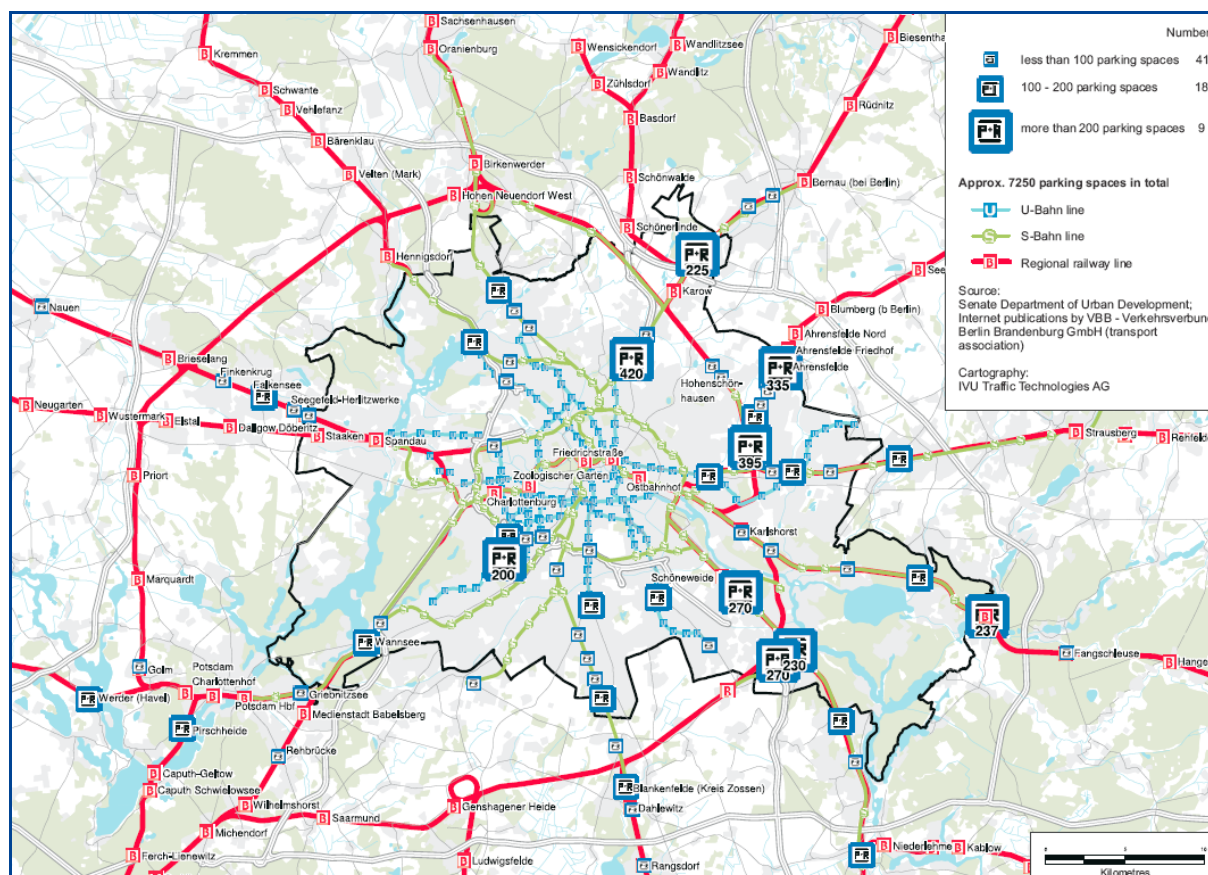 Number
less than 100 parking spaces 41
100 - 200 parking spaces 18
P+R more than 200 parking spaces 9
Approx. 7250 parking spaces in total
U U-Bahn line
S S-Bahn line
B Regional railway line
Source:
Senate Department of Urban Development;
Internet publications by VBB - Verkehrsverbun
Berlin Brandenburg GmbH (transport
association)
Cartography:
IVU Traffic Technologies AG
Sachsenhausen
Oranienburg
Kremmen
Wensickendorf
Wandlitzsee
Biesentha
Schwante
Zühlsdorf
Wandlitz
Vehlefanz
Rüdnitz
Basdorf
Bärenklau
Birkenwerder
Velten (Mark)
Schönwalde
Bernau (bei Berlin)
Hohen Neuendorf West
Schönerlinde
Hennigsdorf
P+R
225
See
Karow
Nauen
Blumberg (b Berlin)
Ahrensfelde Nord
Ahrensfelde Friedhof
Ahrensfelde
P+R
420
P+R
335
Brieselang
Finkenkrug
Falkensee
Hohenschön-
hausen
Seegefeld-Herlitzwerke
Neugarten
Wustermark
Elstal
Dallgow Döberitz
Staaken
Spandau
Strausberg
Rehfelde
P+R
395
Friedrichstraße
Zoologischer Garten
Ostbahnhof
Priort
Charlottenburg
Karlshorst
P+R
200
Marquardt
Schöneweide
P+R
270
237
Wannsee
Fangschleuse
Hange
P+R
270
230
Golm
Potsdam
Charlottenhof
Griebnitzsee
Werder (Havel)
Potsdam Hbf
Medienstadt Babelsberg
Pirschheide
Rehbrücke
Caputh-Geltow
Caputh Schwielowsee
Blankenfelde (Kreis Zossen)
Wilhelmshorst
Saarmund
Genshagener Heide
Dahlewitz
Michendorf
Ferch-Lienewitz
Ludwigsfelde
Rangsdorf
Niederlehme
Kablow
Kilometres